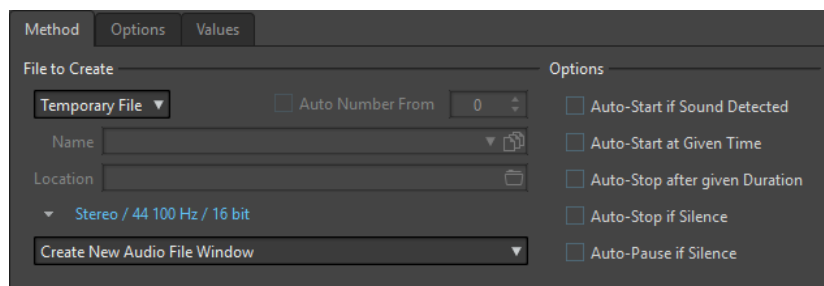 Method Options Values
File to Create
Temporary File
Auto Number From 0
Name
Location
Stereo / 44 100 Hz / 16 bit
Create New Audio File Window
Options
Auto-Start if Sound Detected
Auto-Start at Given Time
Auto-Stop after given Duration
Auto-Stop if Silence
Auto-Pause if Silence